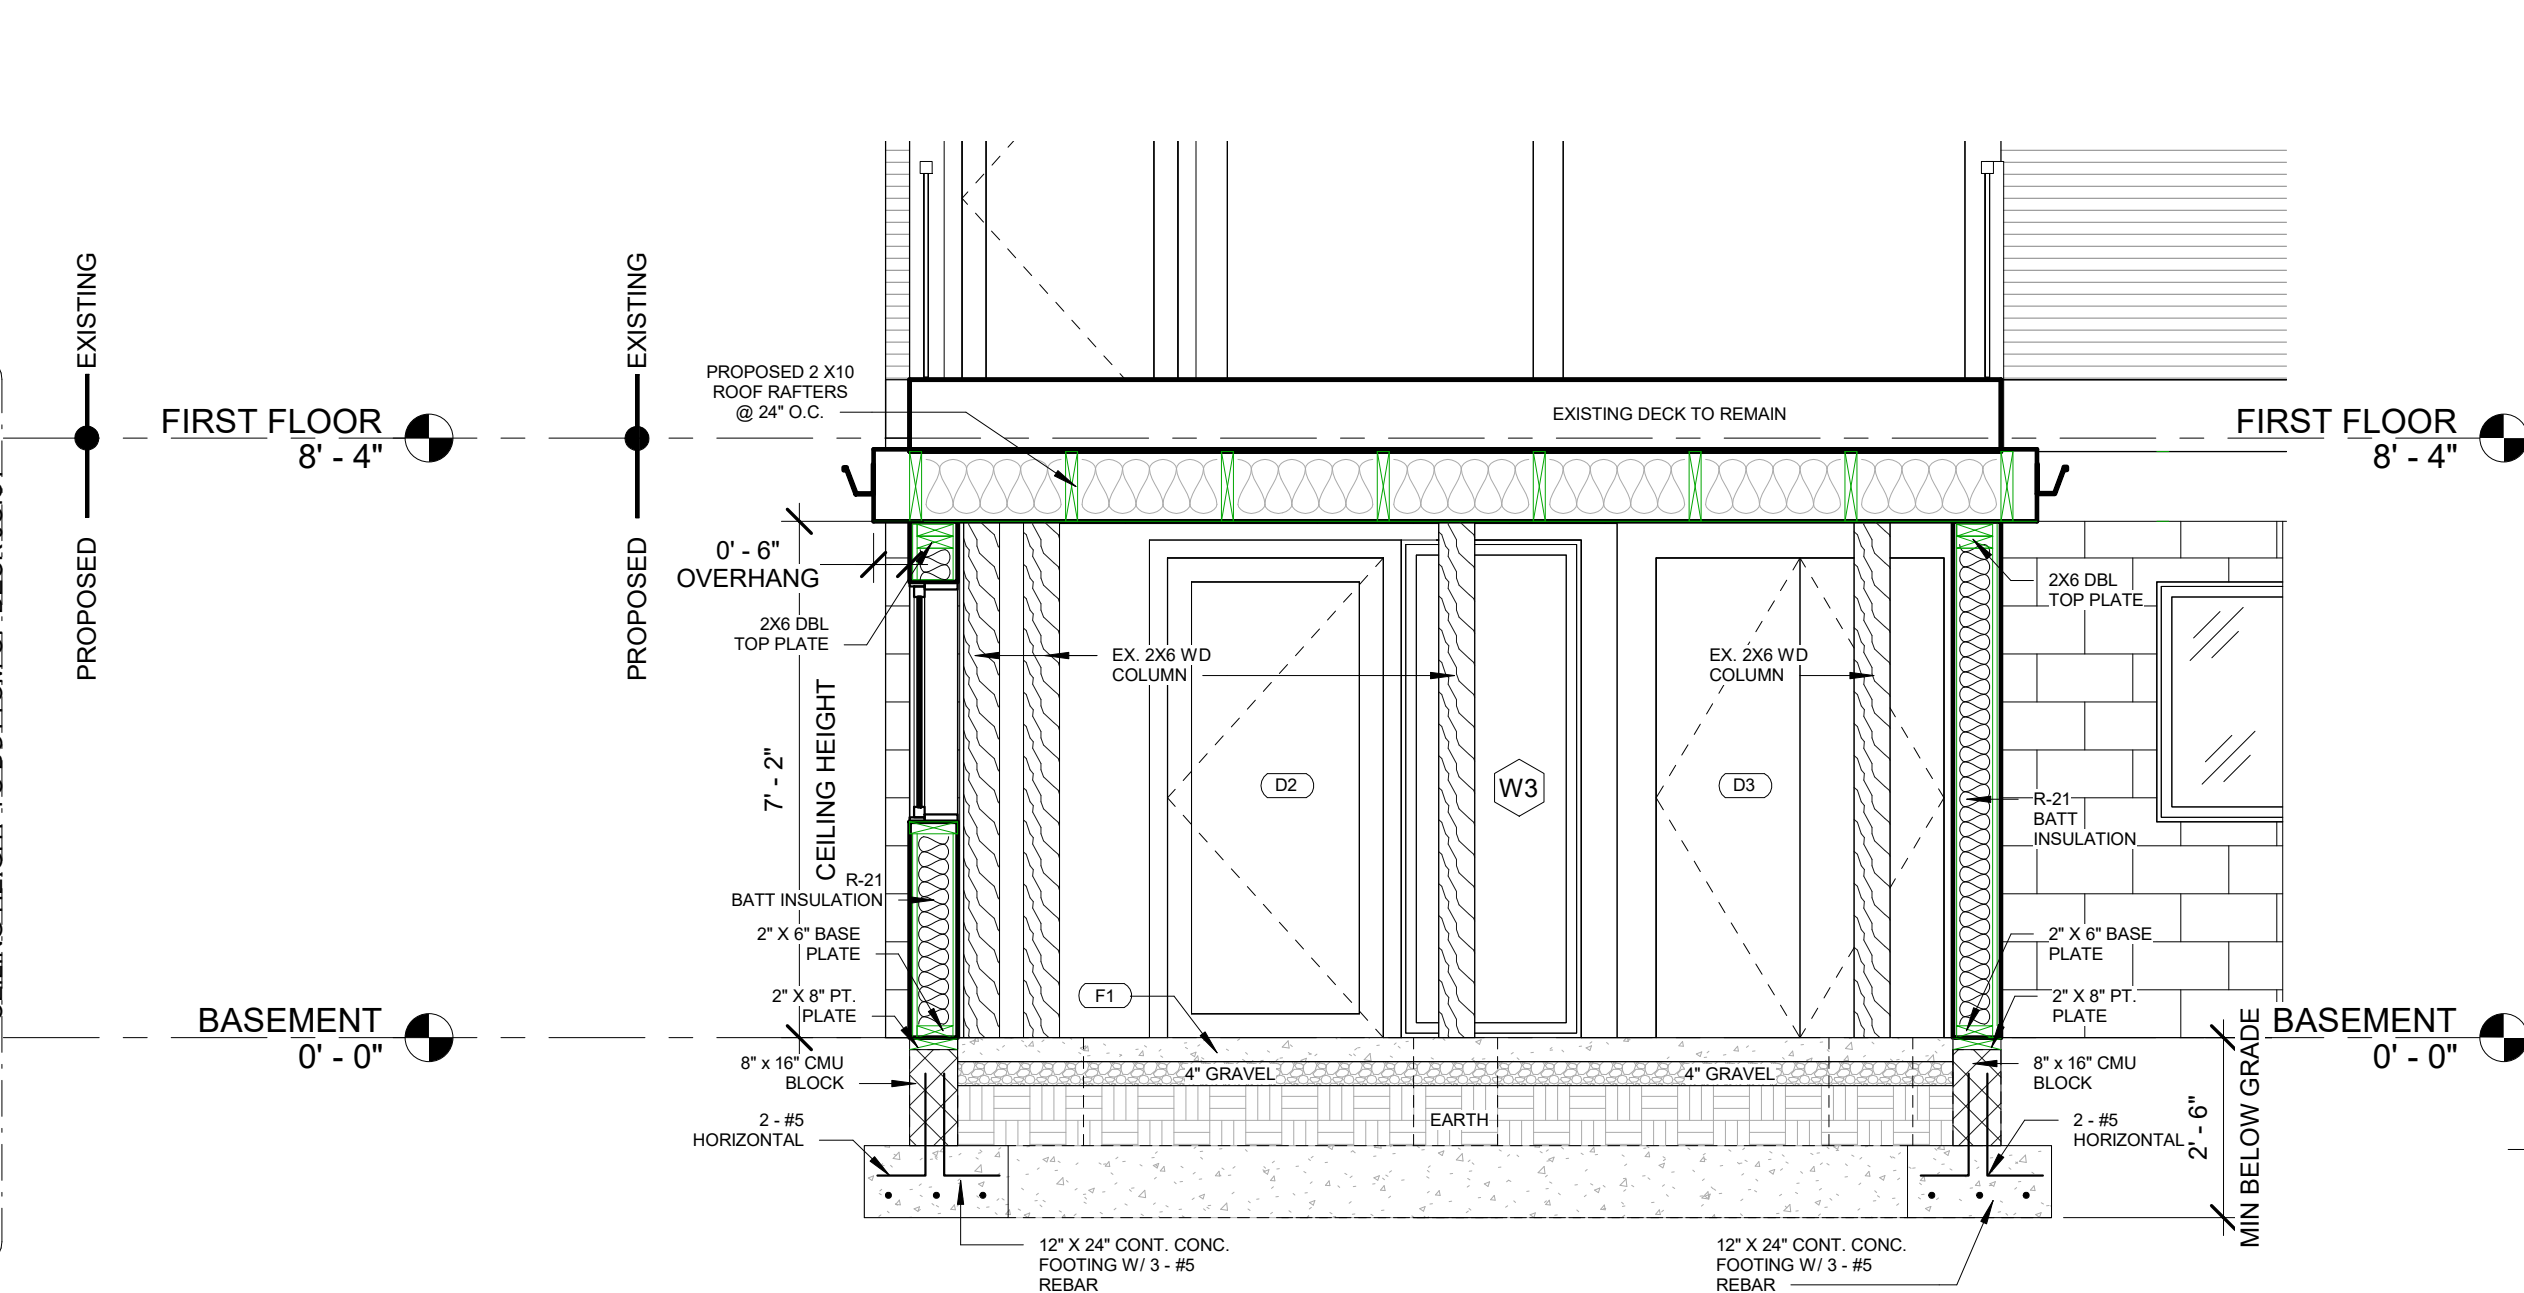 EXISTING
PROPOSED
FIRST FLOOR
8' - 4"
BASEMENT
0' - 0"
EXISTING
PROPOSED
PROPOSED 2 X10
ROOF RAFTERS
@ 24" O.C.
EXISTING DECK TO REMAIN
FIRST FLOOR
8' - 4"
0' - 6"
OVERHANG
2X6 DBL
TOP PLATE
7' - 2"
CEILING HEIGHT
R-21
BATT INSULATION
2" X 6" BASE
PLATE
2" X 8" PT.
PLATE
8" x 16" CMU
BLOCK
2 - #5
HORIZONTAL
EX. 2X6 WD
COLUMN
D2
W3
EX. 2X6 WD
COLUMN
D3
F1
4" GRAVEL
4" GRAVEL
EARTH
12" X 24" CONT. CONC.
FOOTING W/ 3 - #5
REBAR
12" X 24" CONT. CONC.
FOOTING W/ 3 - #5
REBAR
2X6 DBL
TOP PLATE
R-21
BATT
INSULATION
2" X 6" BASE
PLATE
2" X 8" PT.
PLATE
8" x 16" CMU
BLOCK
2 - #5
HORIZONTAL
2' - 6"
MIN BELOW GRADE
BASEMENT
0' - 0"